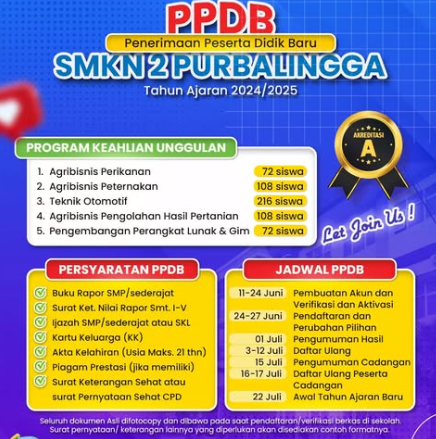 PPDB
Penerimaan Peserta Didik Baru
SMKN 2 PURBALINGGA
Tahun Ajaran 2024/2025
AKREDITASI
A
PROGRAM KEAHLIAN UNGGULAN
1. Agribisnis Perikanan 72 siswa
2. Agribisnis Peternakan 108 siswa
3. Teknik Otomotif 216 siswa
4. Agribisnis Pengolahan Hasil Pertanian 108 siswa
5. Pengembangan Perangkat Lunak & Gim 72 siswa
Let Join Us !
PERSYARATAN PPDB
Buku Rapor SMP/sederajat
Surat Ket. Nilai Rapor Smt. I-V
Ijazah SMP/sederajat atau SKL
Kartu Keluarga (KK)
Akta Kelahiran (Usia Maks. 21 thn)
Piagam Prestasi (jika memiliki)
Surat Keterangan Sehat atau
surat Pernyataan Sehat CPD
JADWAL PPDB
11-24 Juni Pembuatan Akun dan
Verifikasi dan Aktivasi
24-27 Juni Pendaftaran dan
Perubahan Pilihan
01 Juli Pengumuman Hasil
3-12 Juli Daftar Ulang
15 Juli Pengumuman Cadangan
16-17 Juli Daftar Ulang Peserta
Cadangan
22 Juli Awal Tahun Ajaran Baru
Seluruh dokumen Asli difotocopy dan dibawa pada saat pendaftaran/verifikasi berkas di sekolah.
Surat pernyataan/ keterangan lainnya yang diperlukan akan disediakan contoh formatnya.